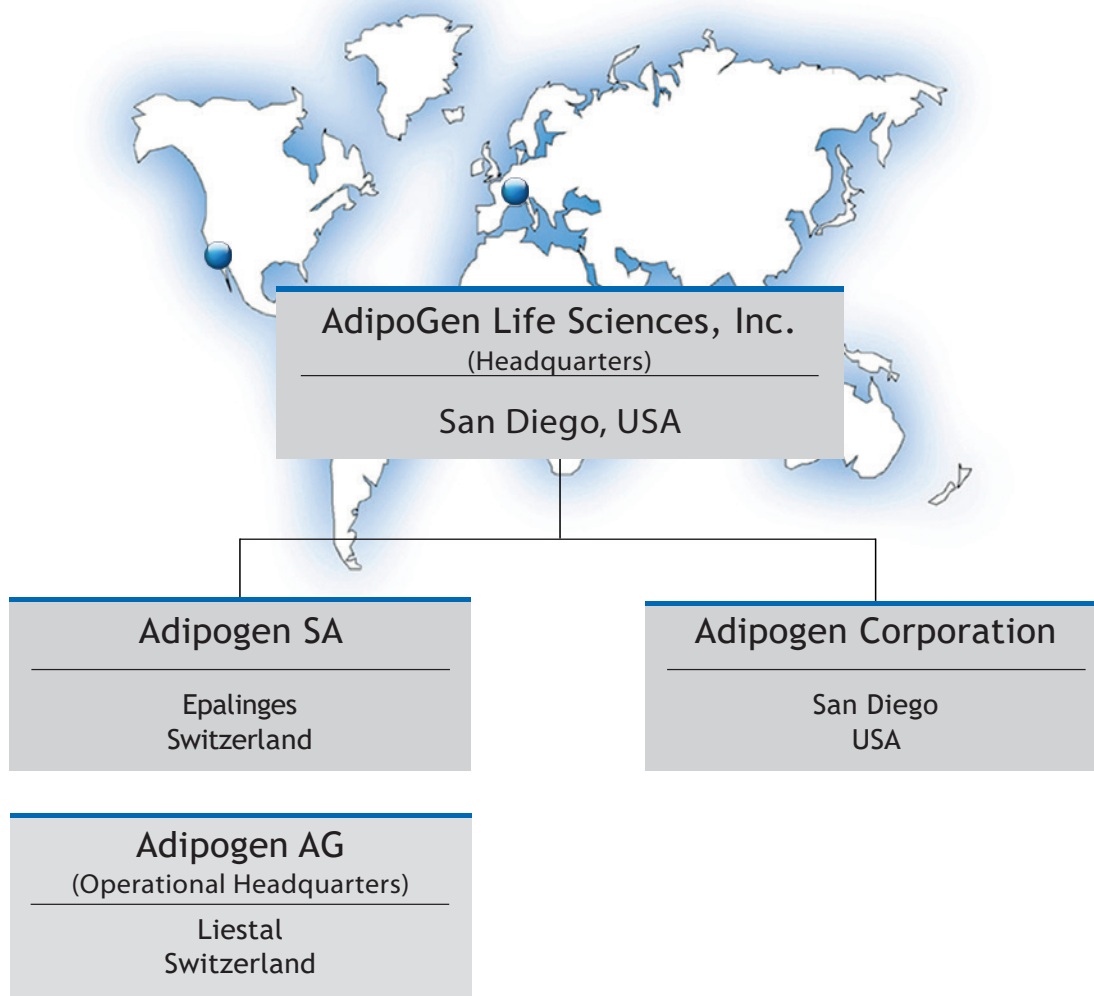 AdipoGen Life Sciences, Inc.
(Headquarters)
San Diego, USA
Adipogen SA
Epalinges
Switzerland
Adipogen Corporation
San Diego
USA
Adipogen AG
(Operational Headquarters)
Liestal
Switzerland